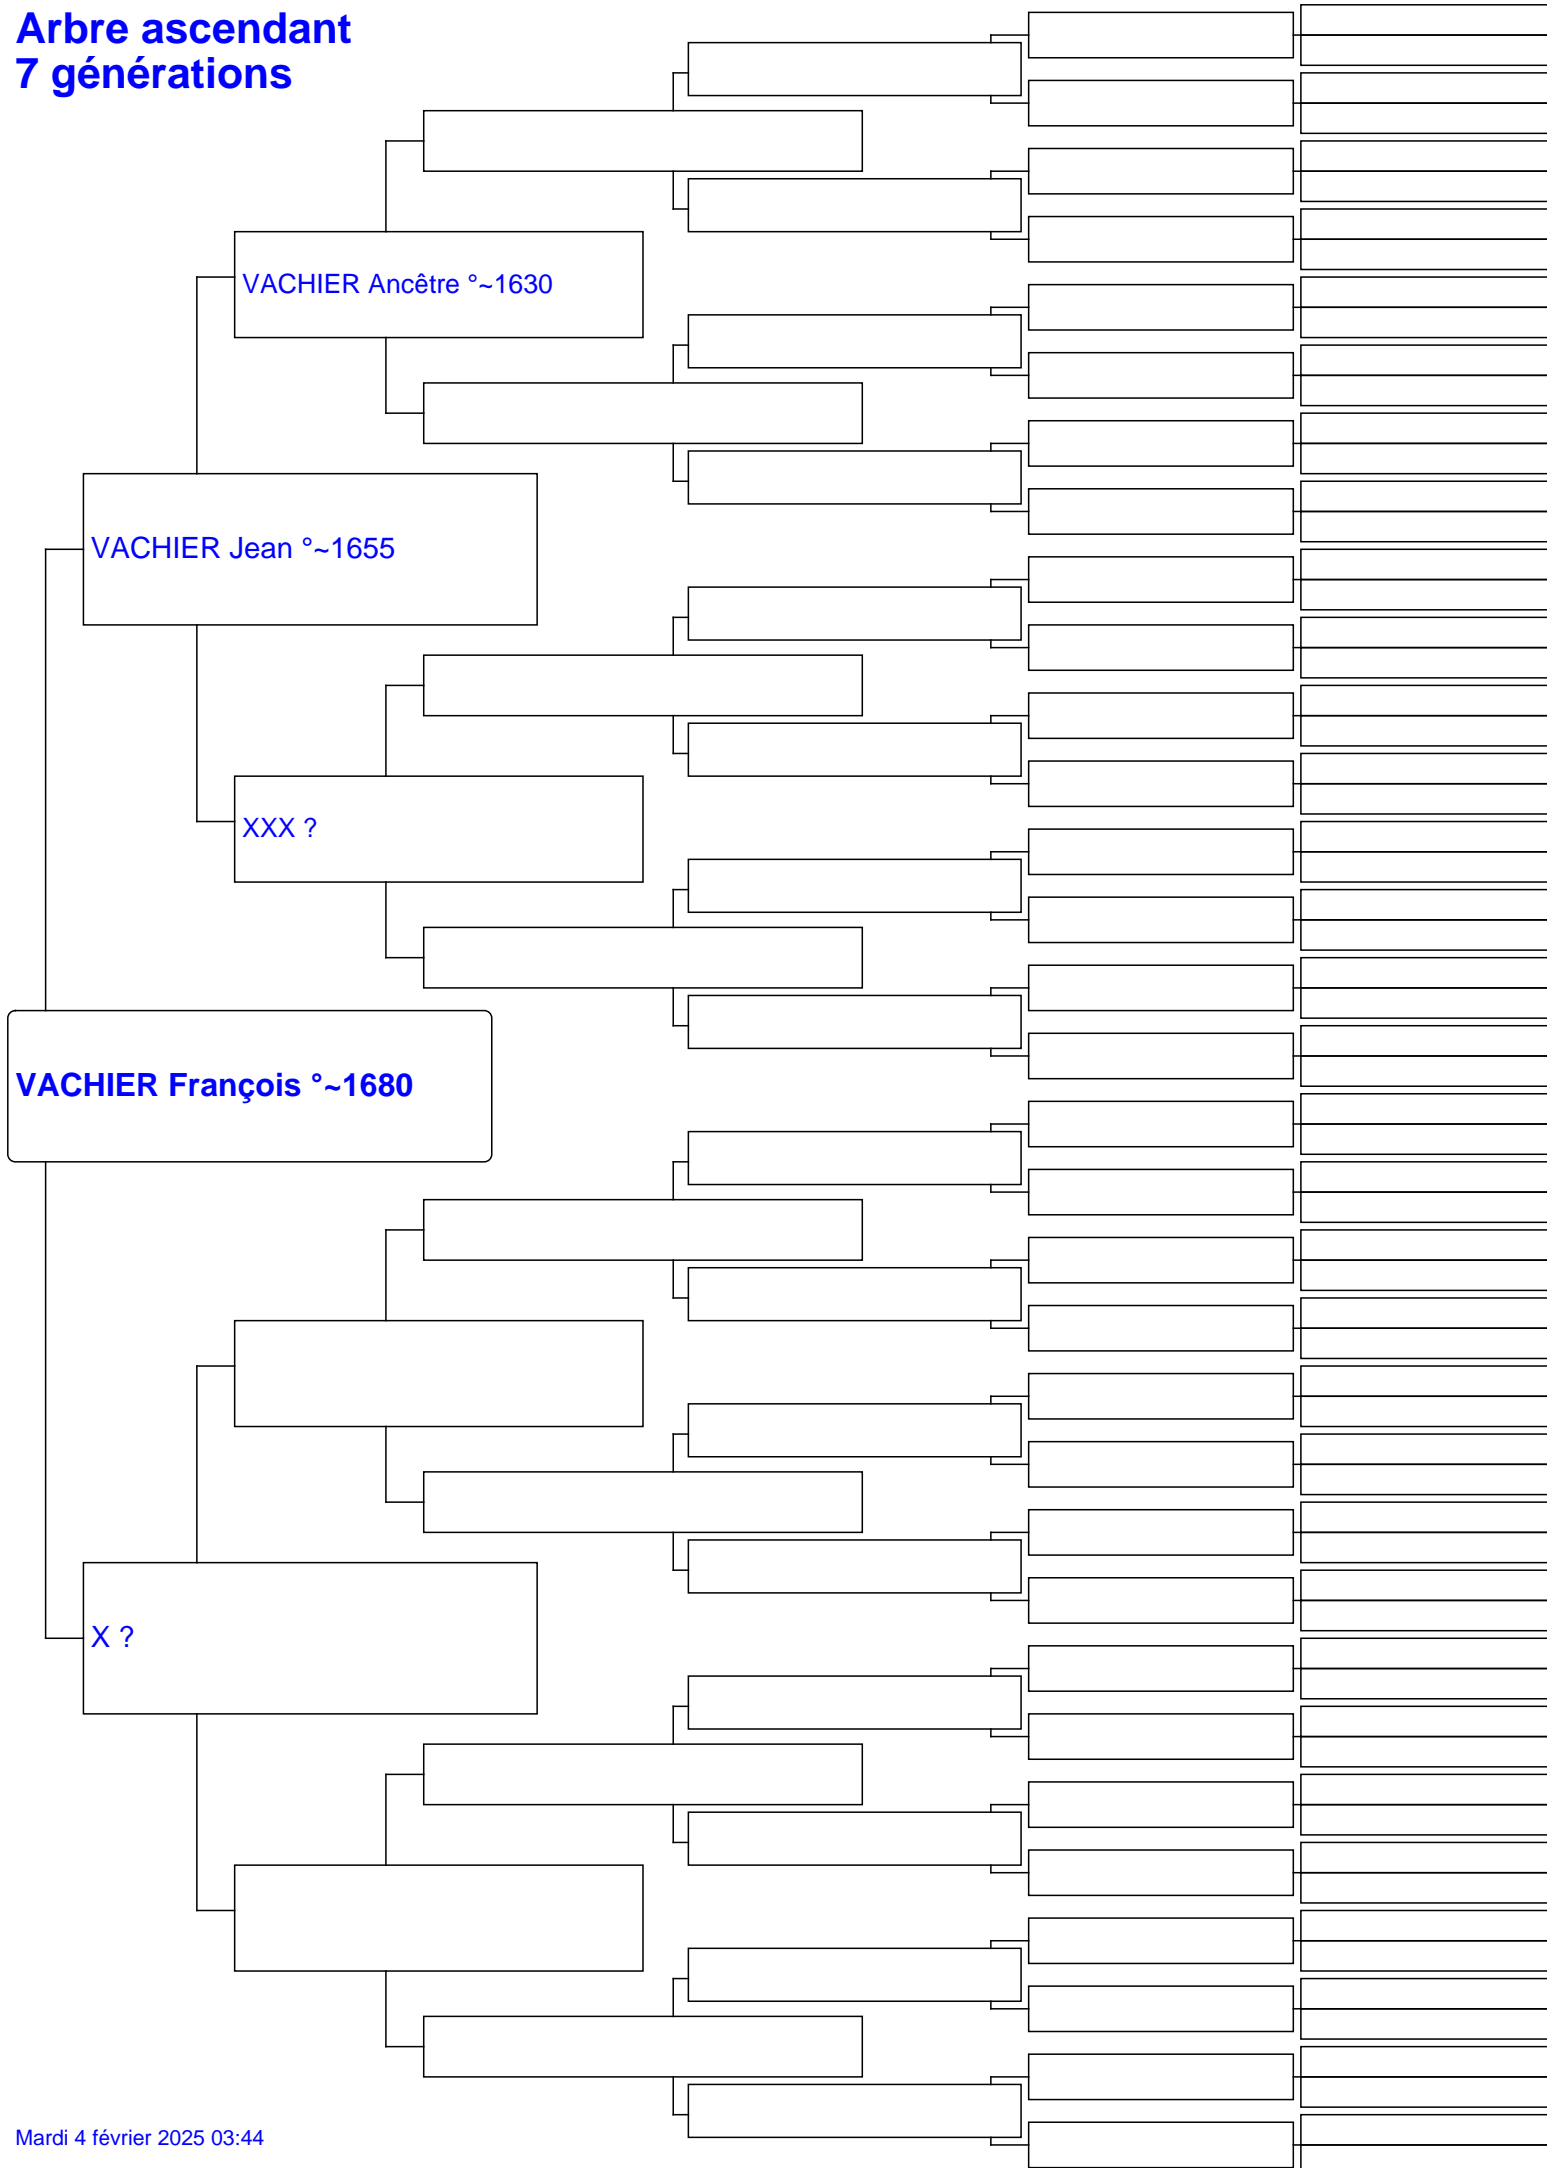 Arbre ascendant
7 générations
VACHIER Ancêtre °~1630
VACHIER Jean °~1655
XXX ?
VACHIER François °~1680
X ?
Mardi 4 février 2025 03:44